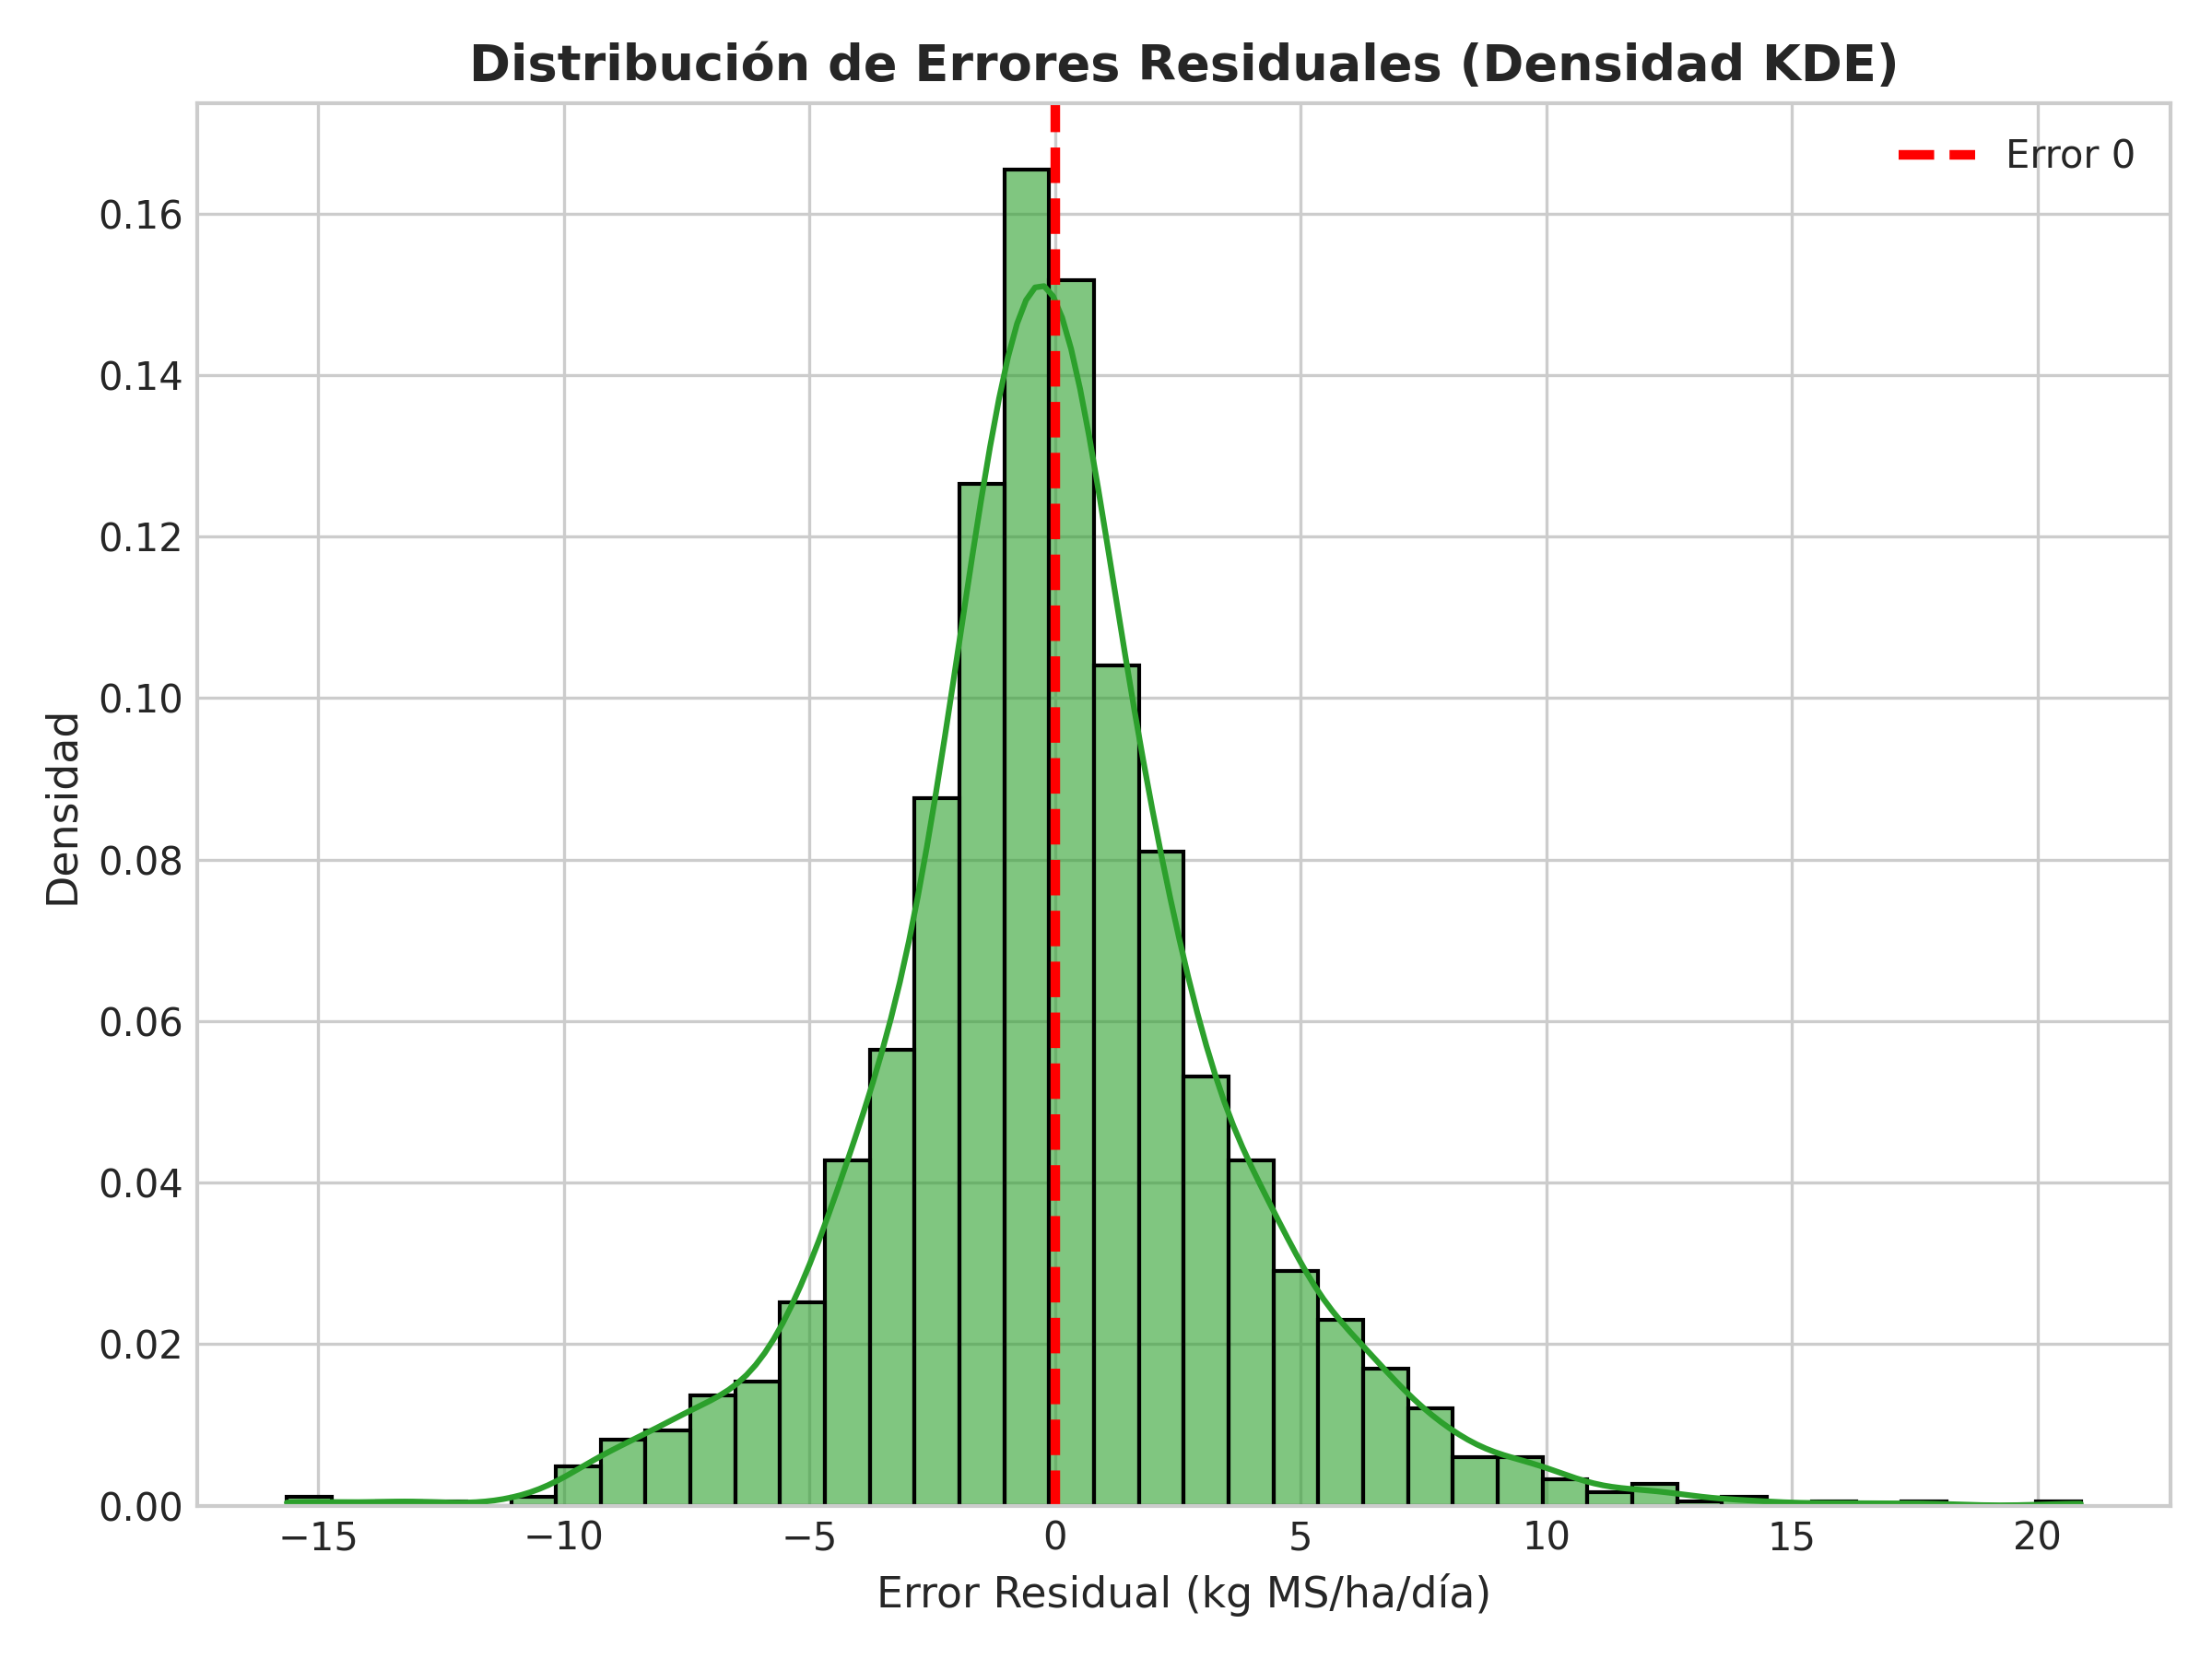 Distribución de Errores Residuales (Densidad KDE)
Error 0
Densidad
0.16
0.14
0.12
0.10
0.08
0.06
0.04
0.02
0.00
−15 −10 −5 0 5 10 15 20
Error Residual (kg MS/ha/día)